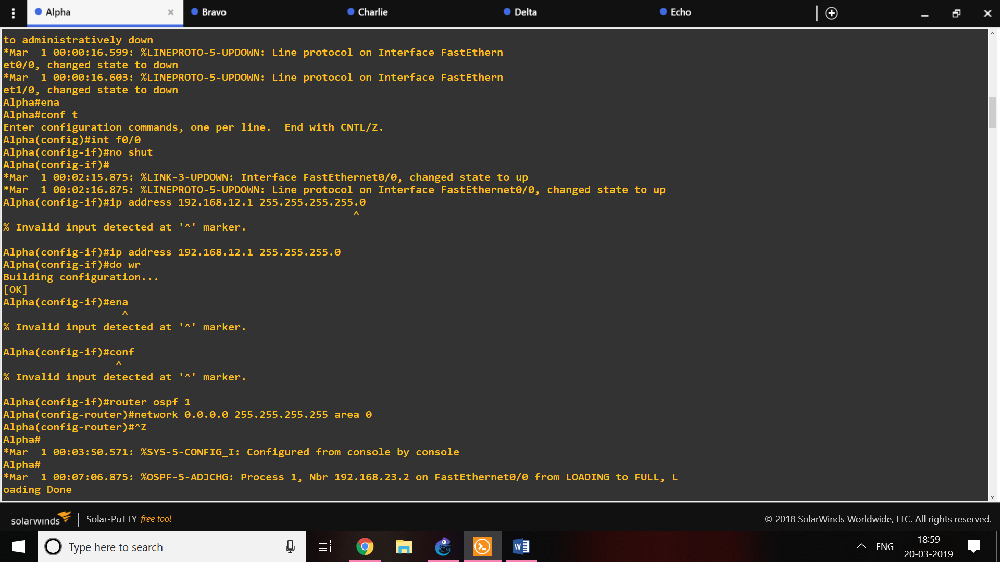 Alpha
Bravo
Charlie
Delta
Echo
to administratively down
*Mar  1 00:00:16.599: %LINEPROTO-5-UPDOWN: Line protocol on Interface FastEthern
et0/0, changed state to down
*Mar  1 00:00:16.603: %LINEPROTO-5-UPDOWN: Line protocol on Interface FastEthern
et1/0, changed state to down
Alpha#ena
Alpha#conf t
Enter configuration commands, one per line.  End with CNTL/Z.
Alpha(config)#int f0/0
Alpha(config-if)#no shut
Alpha(config-if)#
*Mar  1 00:02:15.875: %LINK-3-UPDOWN: Interface FastEthernet0/0, changed state to up
*Mar  1 00:02:16.875: %LINEPROTO-5-UPDOWN: Line protocol on Interface FastEthernet0/0, changed state to up
Alpha(config-if)#ip address 192.168.12.1 255.255.255.255.0
^
% Invalid input detected at '^' marker.
Alpha(config-if)#ip address 192.168.12.1 255.255.255.0
Alpha(config-if)#do wr
Building configuration...
[OK]
Alpha(config-if)#ena
^
% Invalid input detected at '^' marker.
Alpha(config-if)#conf
^
% Invalid input detected at '^' marker.
Alpha(config-if)#router ospf 1
Alpha(config-router)#network 0.0.0.0 255.255.255.255 area 0
Alpha(config-router)#^Z
Alpha#
*Mar  1 00:03:50.571: %SYS-5-CONFIG_I: Configured from console by console
Alpha#
*Mar  1 00:07:06.875: %OSPF-5-ADJCHG: Process 1, Nbr 192.168.23.2 on FastEthernet0/0 from LOADING to FULL, L
oading Done
solarwinds
Solar-PuTTY free tool
© 2018 SolarWinds Worldwide, LLC. All rights reserved.
Type here to search
W
ENG
18:59
20-03-2019